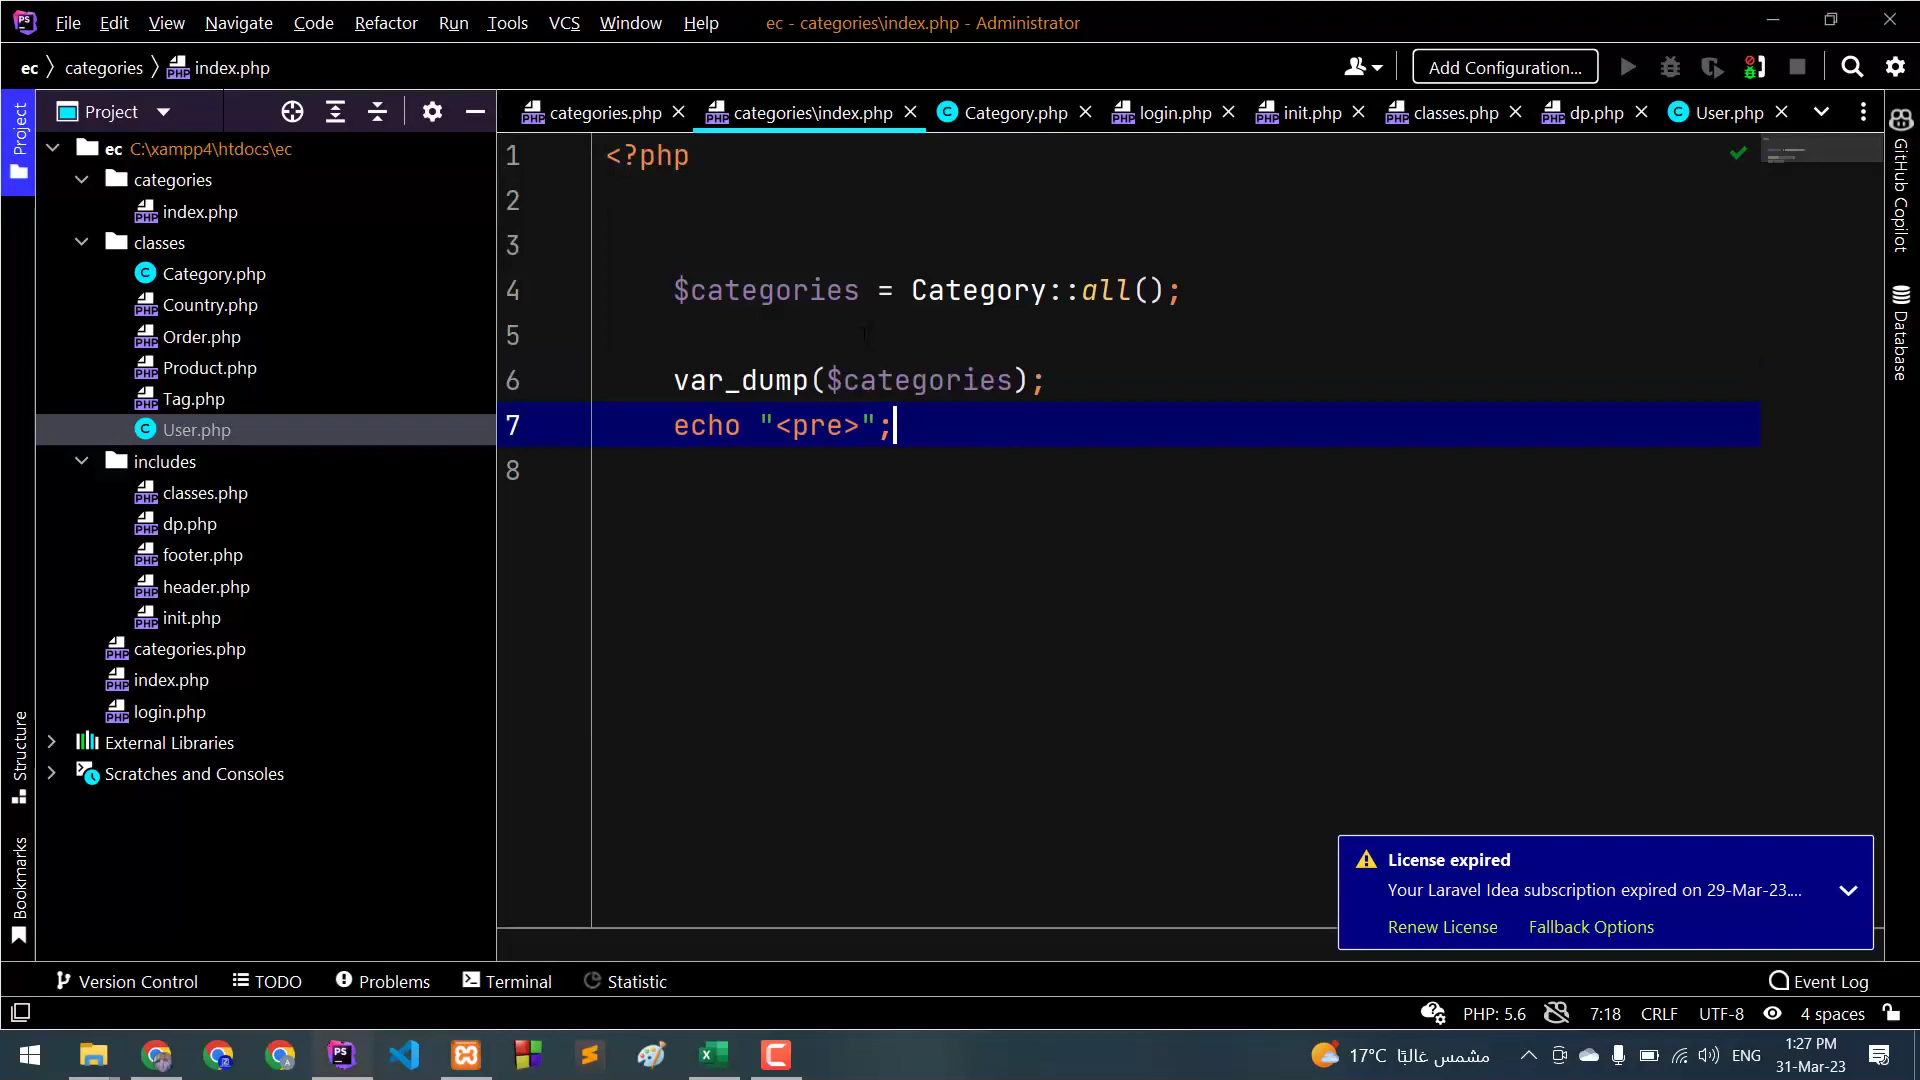 File Edit View Navigate Code Refactor Run Tools VCS Window Help ec - categories\index.php - Administrator
ec categories index.php Add Configuration...
Project categories.php categories\index.php Category.php login.php init.php classes.php dp.php User.php
Project
Structure
Bookmarks
ec C:\xampp4\htdocs\ec
categories
index.php
classes
Category.php
Country.php
Order.php
Product.php
Tag.php
User.php
includes
classes.php
dp.php
footer.php
header.php
init.php
categories.php
index.php
login.php
External Libraries
Scratches and Consoles
1 <?php
2
3
4 $categories = Category::all();
5
6 var_dump($categories);
7 echo "<pre>";
8
GitHub Copilot
Database
License expired
Your Laravel Idea subscription expired on 29-Mar-23....
Renew License Fallback Options
Version Control TODO Problems Terminal Statistic Event Log
PHP: 5.6 7:18 CRLF UTF-8 4 spaces
17°C مشمس غالبًا ENG 1:27 PM
31-Mar-23